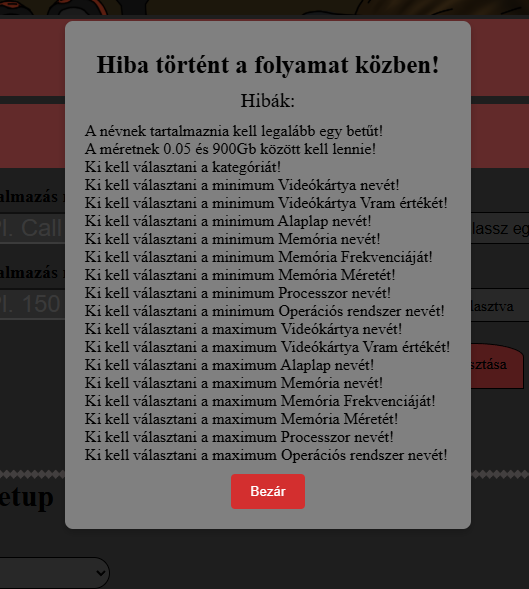 Hiba történt a folyamat közben!
Hibák:
A névnek tartalmaznia kell legalább egy betűt!
A méretnek 0.05 és 900Gb között kell lennie!
Ki kell választani a kategóriát!
Ki kell választani a minimum Videókártya nevét!
Ki kell választani a minimum Videókártya Vram értékét!
Ki kell választani a minimum Alaplap nevét!
Ki kell választani a minimum Memória nevét!
Ki kell választani a minimum Memória Frekvenciáját!
Ki kell választani a minimum Memória Méretét!
Ki kell választani a minimum Processzor nevét!
Ki kell választani a minimum Operációs rendszer nevét!
Ki kell választani a maximum Videókártya nevét!
Ki kell választani a maximum Videókártya Vram értékét!
Ki kell választani a maximum Alaplap nevét!
Ki kell választani a maximum Memória nevét!
Ki kell választani a maximum Memória Frekvenciáját!
Ki kell választani a maximum Memória Méretét!
Ki kell választani a maximum Processzor nevét!
Ki kell választani a maximum Operációs rendszer nevét!
Bezár
almazás
Pl. Call
lassz eg
almazás
Pl. 150
lasztva
sztása
etup